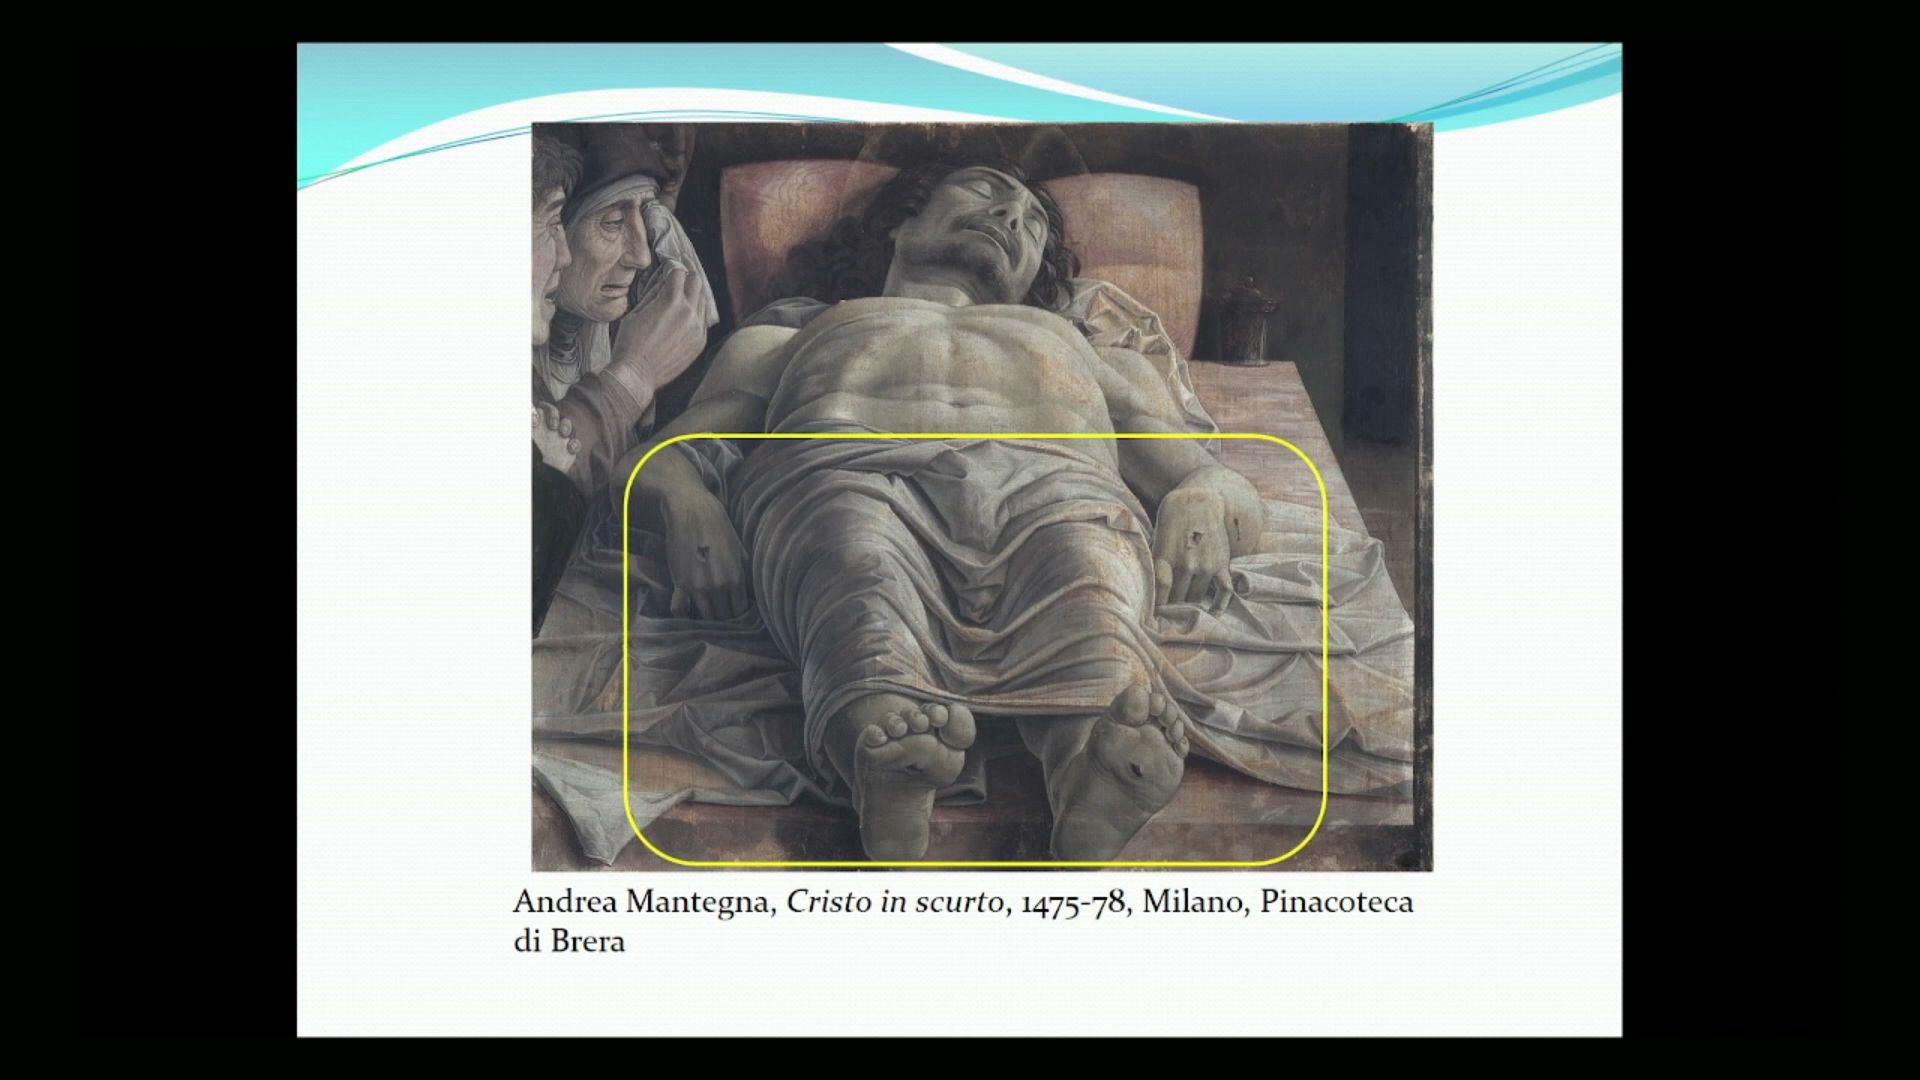 Andrea Mantegna, Cristo in scurto, 1475-78, Milano, Pinacoteca
di Brera